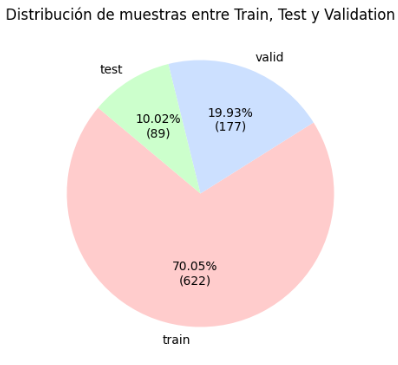 Distribución de muestras entre Train, Test y Validation
test
valid
10.02%
(89)
19.93%
(177)
70.05%
(622)
train